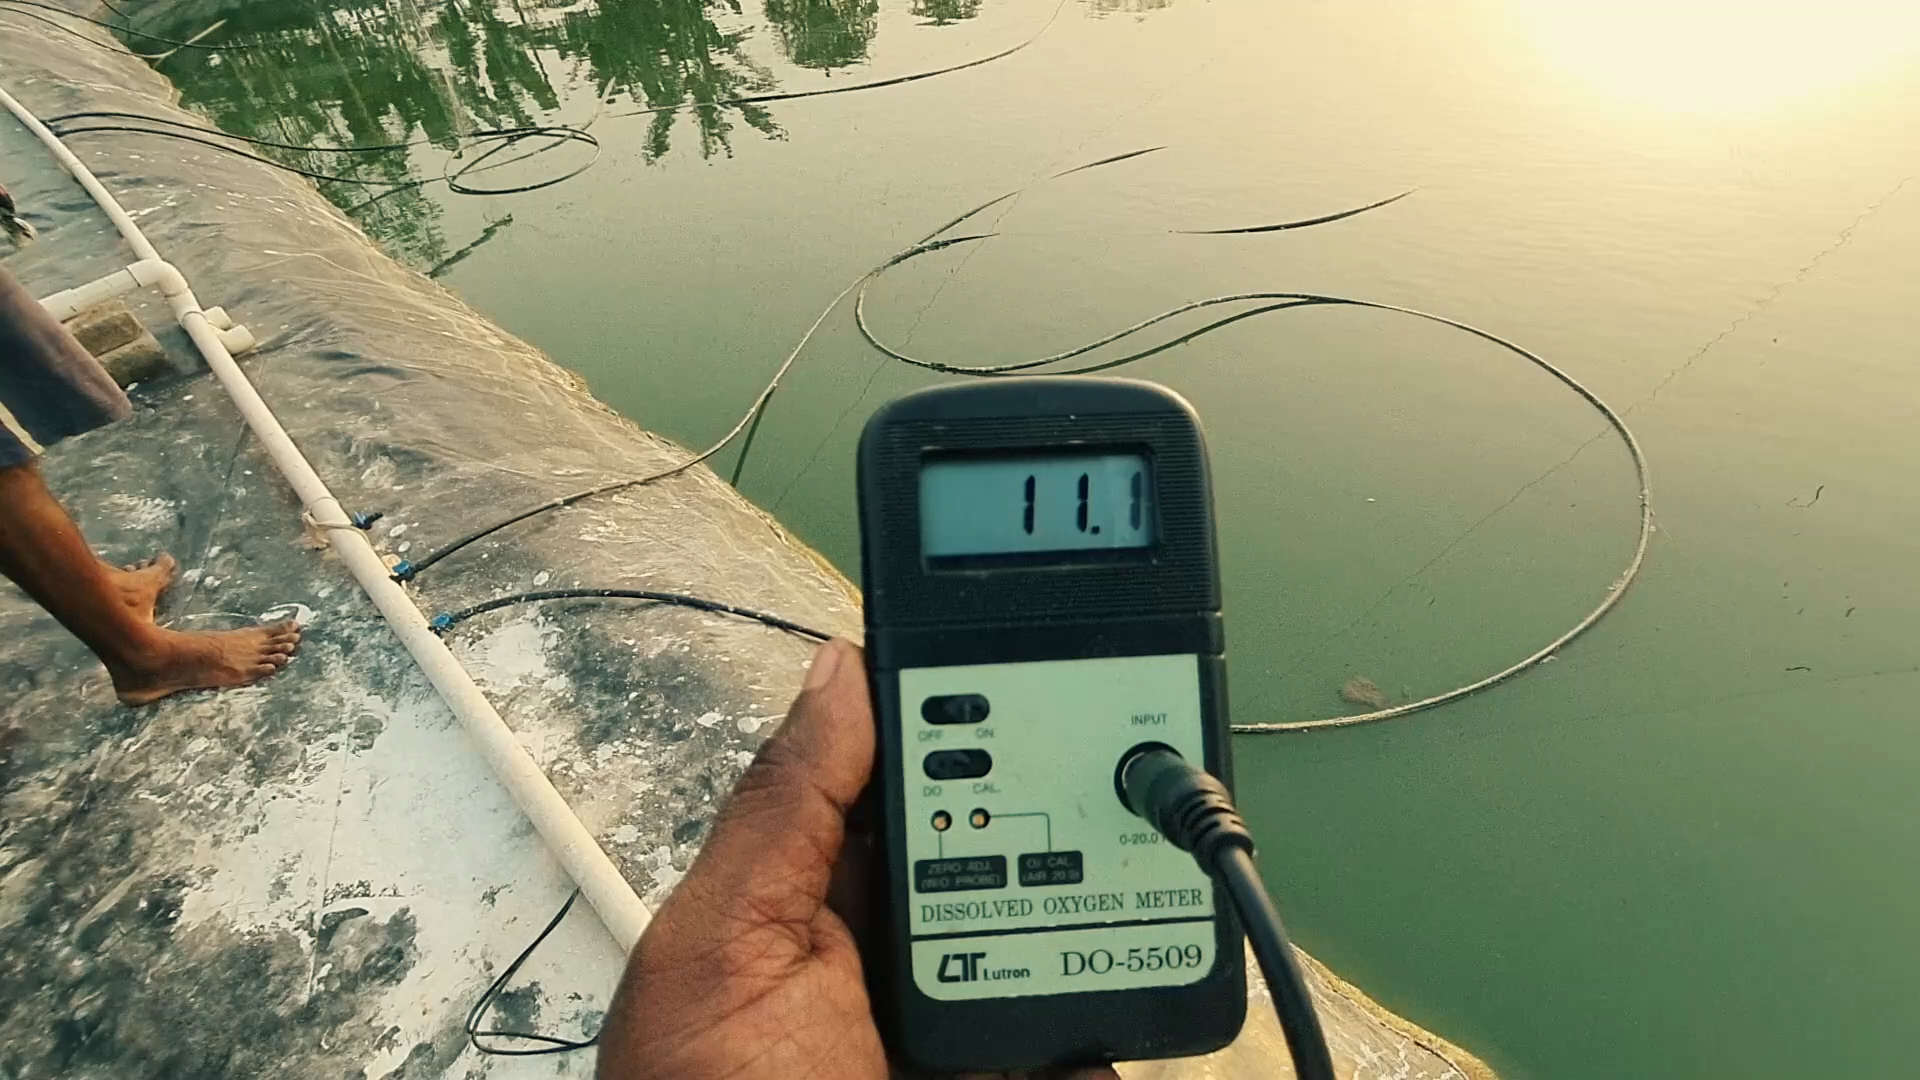 11.1
OFF ON
INPUT
DO CAL.
0-20.0
ZERO ADJ. O2 CAL.
(W/O PROBE) (AIR 20.9)
DISSOLVED OXYGEN METER
Lutron DO-5509